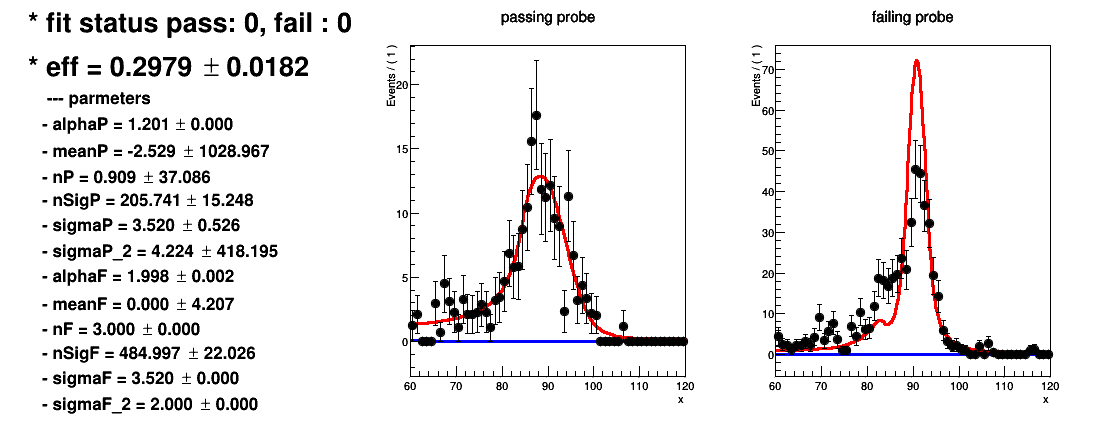 * fit status pass: 0, fail : 0
* eff = 0.2979 ± 0.0182
--- parmeters
- alphaP = 1.201 ± 0.000
- meanP = -2.529 ± 1028.967
- nP = 0.909 ± 37.086
- nSigP = 205.741 ± 15.248
- sigmaP = 3.520 ± 0.526
- sigmaP_2 = 4.224 ± 418.195
- alphaF = 1.998 ± 0.002
- meanF = 0.000 ± 4.207
- nF = 3.000 ± 0.000
- nSigF = 484.997 ± 22.026
- sigmaF = 3.520 ± 0.000
- sigmaF_2 = 2.000 ± 0.000
passing probe
Events / ( 1 )
20
15
10
5
0
60 70 80 90 100 110 120
x
failing probe
Events / ( 1 )
70
60
50
40
30
20
10
0
60 70 80 90 100 110 120
x